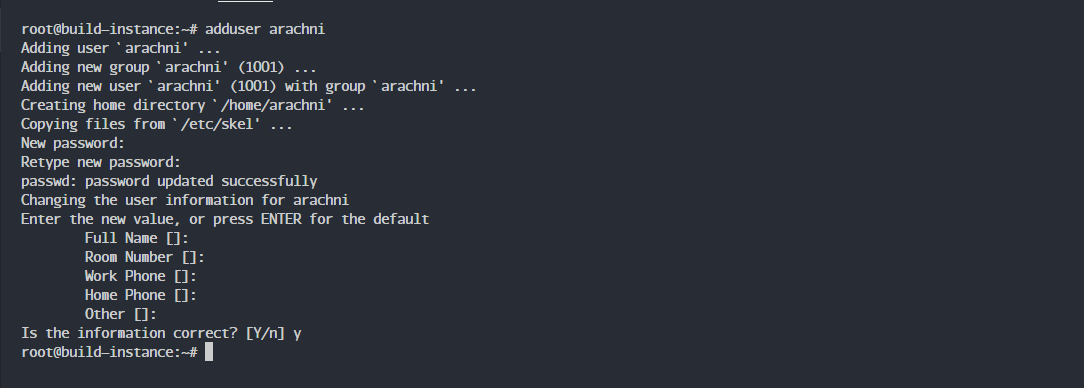 root@build-instance:~# adduser arachni
Adding user `arachni' ...
Adding new group `arachni' (1001) ...
Adding new user `arachni' (1001) with group `arachni' ...
Creating home directory `/home/arachni' ...
Copying files from `/etc/skel' ...
New password:
Retype new password:
passwd: password updated successfully
Changing the user information for arachni
Enter the new value, or press ENTER for the default
        Full Name []:
        Room Number []:
        Work Phone []:
        Home Phone []:
        Other []:
Is the information correct? [Y/n] y
root@build-instance:~#